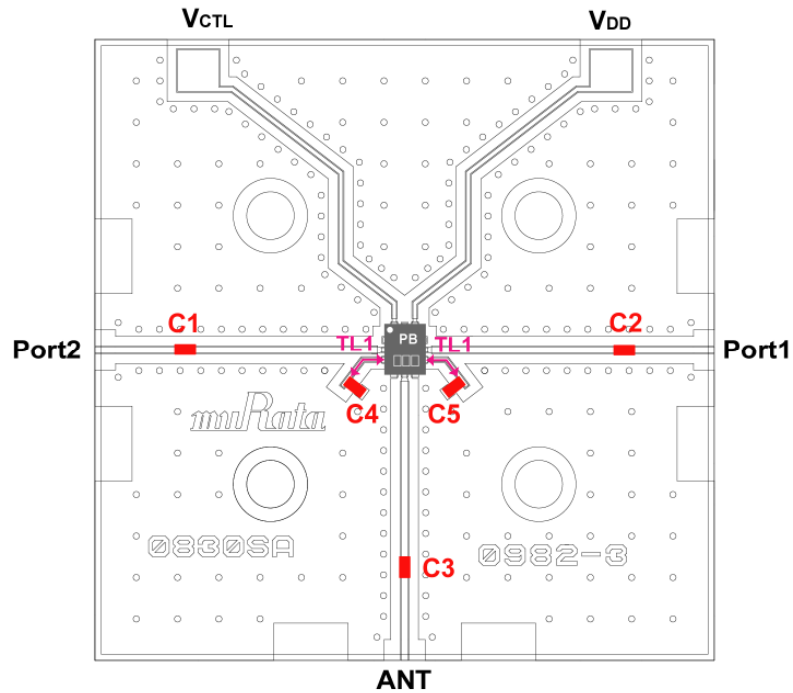 VCTL VDD
C1 C2
Port2 TL1 PB TL1 Port1
C4 C5
muRata
0830SA 0982-3
C3
ANT